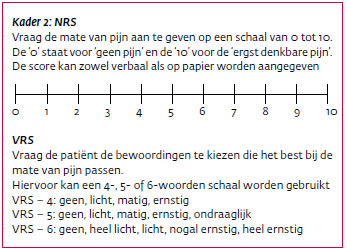 Kader 2: NRS
Vraag de mate van pijn aan te geven op een schaal van 0 tot 10.
De ‘0’ staat voor ‘geen pijn’ en de ‘10’ voor de ‘ergst denkbare pijn’.
De score kan zowel verbaal als op papier worden aangegeven
0 1 2 3 4 5 6 7 8 9 10
VRS
Vraag de patiënt de bewoordingen te kiezen die het best bij de
mate van pijn passen.
Hiervoor kan een 4-, 5- of 6-woorden schaal worden gebruikt
VRS – 4: geen, licht, matig, ernstig
VRS – 5: geen, licht, matig, ernstig, ondraaglijk
VRS – 6: geen, heel licht, licht, nogal ernstig, heel ernstig